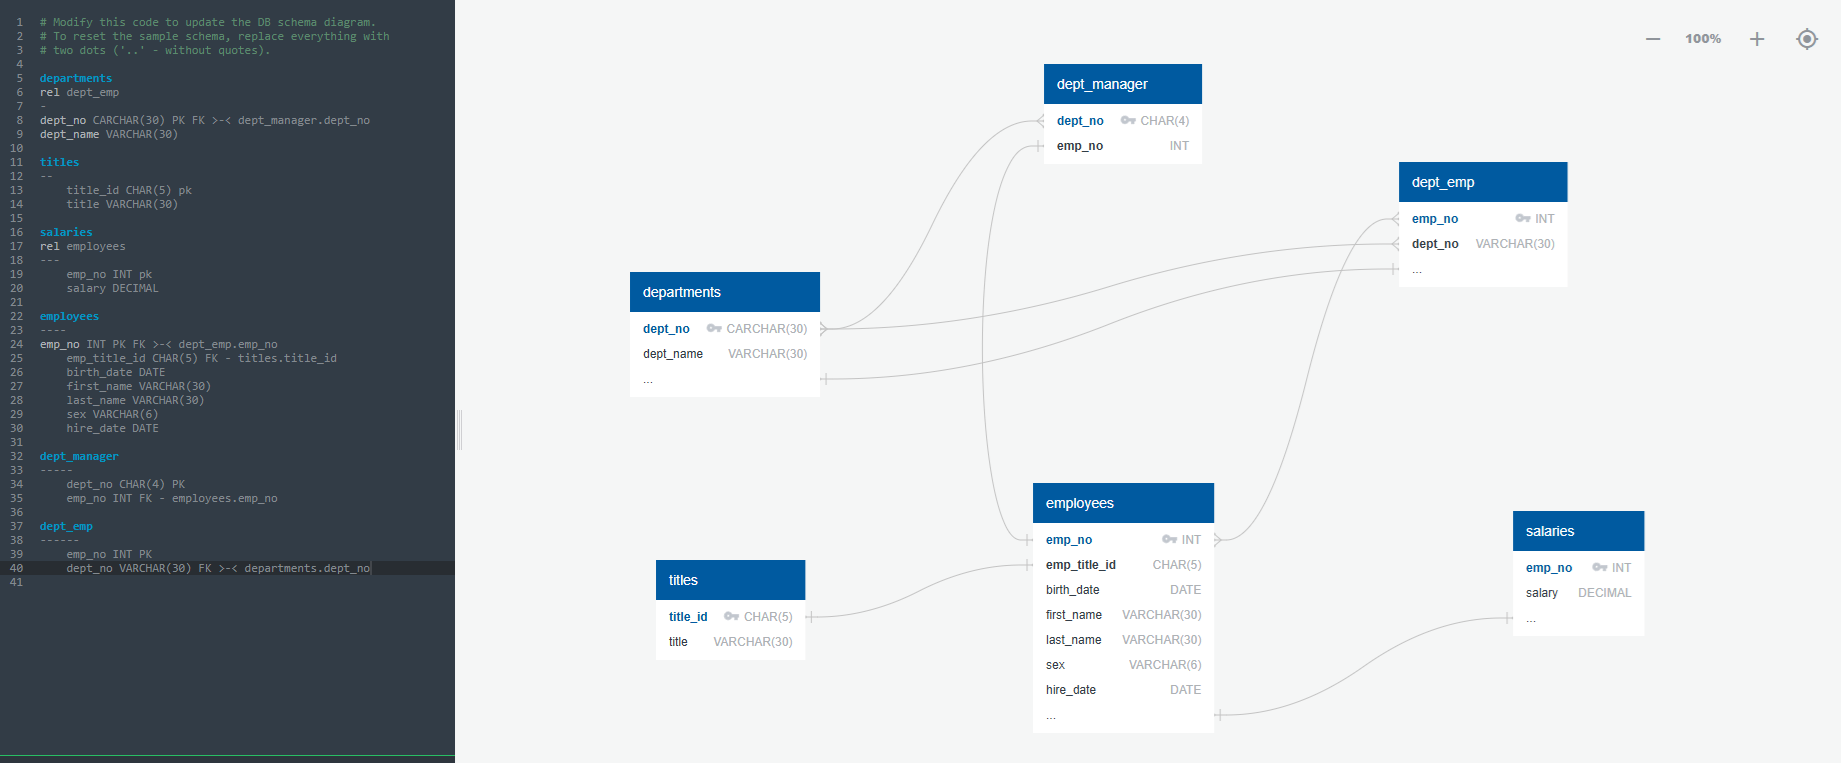 1 # Modify this code to update the DB schema diagram.
2 # To reset the sample schema, replace everything with
3 # two dots ('..' - without quotes).
4
5 departments
6 rel dept_emp
7 -
8 dept_no CARCHAR(30) PK FK >-< dept_manager.dept_no
9 dept_name VARCHAR(30)
10
11 titles
12 --
13 title_id CHAR(5) pk
14 title VARCHAR(30)
15
16 salaries
17 rel employees
18 ---
19 emp_no INT pk
20 salary DECIMAL
21
22 employees
23 ----
24 emp_no INT PK FK >-< dept_emp.emp_no
25 emp_title_id CHAR(5) FK - titles.title_id
26 birth_date DATE
27 first_name VARCHAR(30)
28 last_name VARCHAR(30)
29 sex VARCHAR(6)
30 hire_date DATE
31
32 dept_manager
33 -----
34 dept_no CHAR(4) PK
35 emp_no INT FK - employees.emp_no
36
37 dept_emp
38 ------
39 emp_no INT PK
40 dept_no VARCHAR(30) FK >-< departments.dept_no
41
100%
dept_manager
dept_no CHAR(4)
emp_no INT
dept_emp
emp_no INT
dept_no VARCHAR(30)
...
departments
dept_no CARCHAR(30)
dept_name VARCHAR(30)
...
employees
emp_no INT
emp_title_id CHAR(5)
birth_date DATE
first_name VARCHAR(30)
last_name VARCHAR(30)
sex VARCHAR(6)
hire_date DATE
...
salaries
emp_no INT
salary DECIMAL
...
titles
title_id CHAR(5)
title VARCHAR(30)